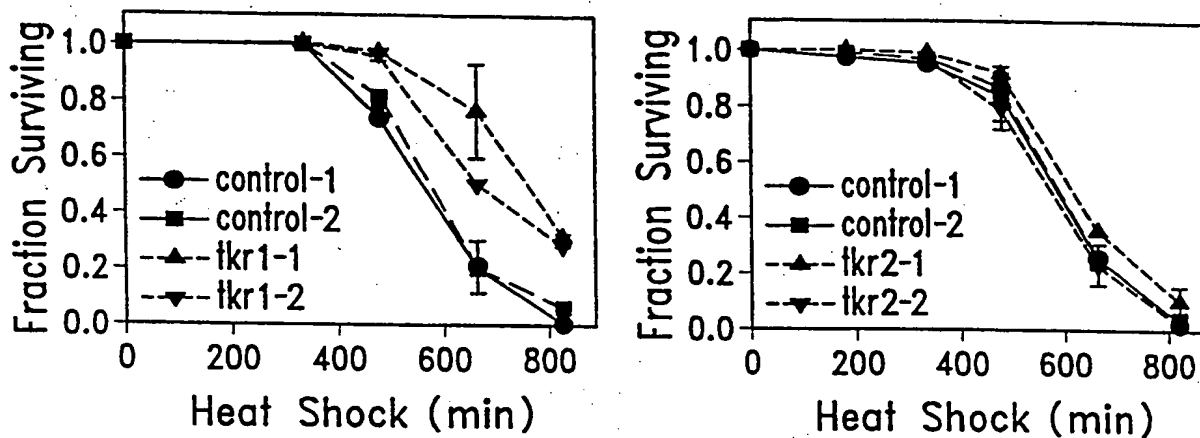 Fraction Surviving
1.0
0.8
0.6
0.4
0.2
0.0
control-1
control-2
tkr1-1
tkr1-2
0 200 400 600 800
Heat Shock (min)
Fraction Surviving
1.0
0.8
0.6
0.4
0.2
0.0
control-1
control-2
tkr2-1
tkr2-2
0 200 400 600 800
Heat Shock (min)